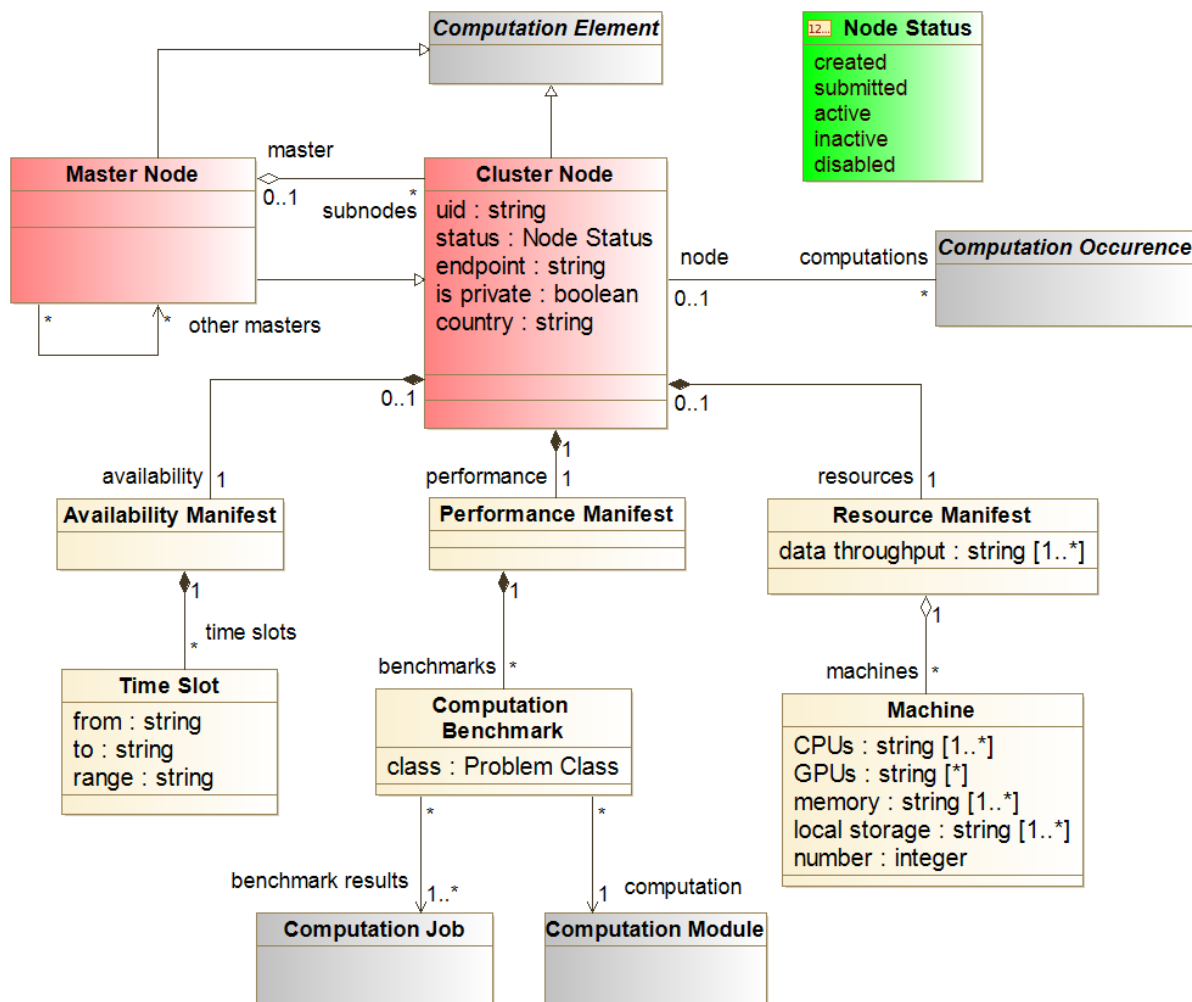 Computation Element
12... Node Status
created
submitted
active
inactive
disabled
Master Node
master
0..1
*
subnodes
Cluster Node
uid : string
status : Node Status
endpoint : string
is private : boolean
country : string
node
0..1
computations
*
Computation Occurence
*
*
other masters
0..1
1
0..1
availability
1
performance
1
resources
1
Availability Manifest
Performance Manifest
Resource Manifest
data throughput : string [1..*]
1
time slots
*
1
benchmarks
*
1
machines
*
Time Slot
from : string
to : string
range : string
Computation
Benchmark
class : Problem Class
Machine
CPUs : string [1..*]
GPUs : string [*]
memory : string [1..*]
local storage : string [1..*]
number : integer
*
*
benchmark results
1..*
1
computation
Computation Job
Computation Module